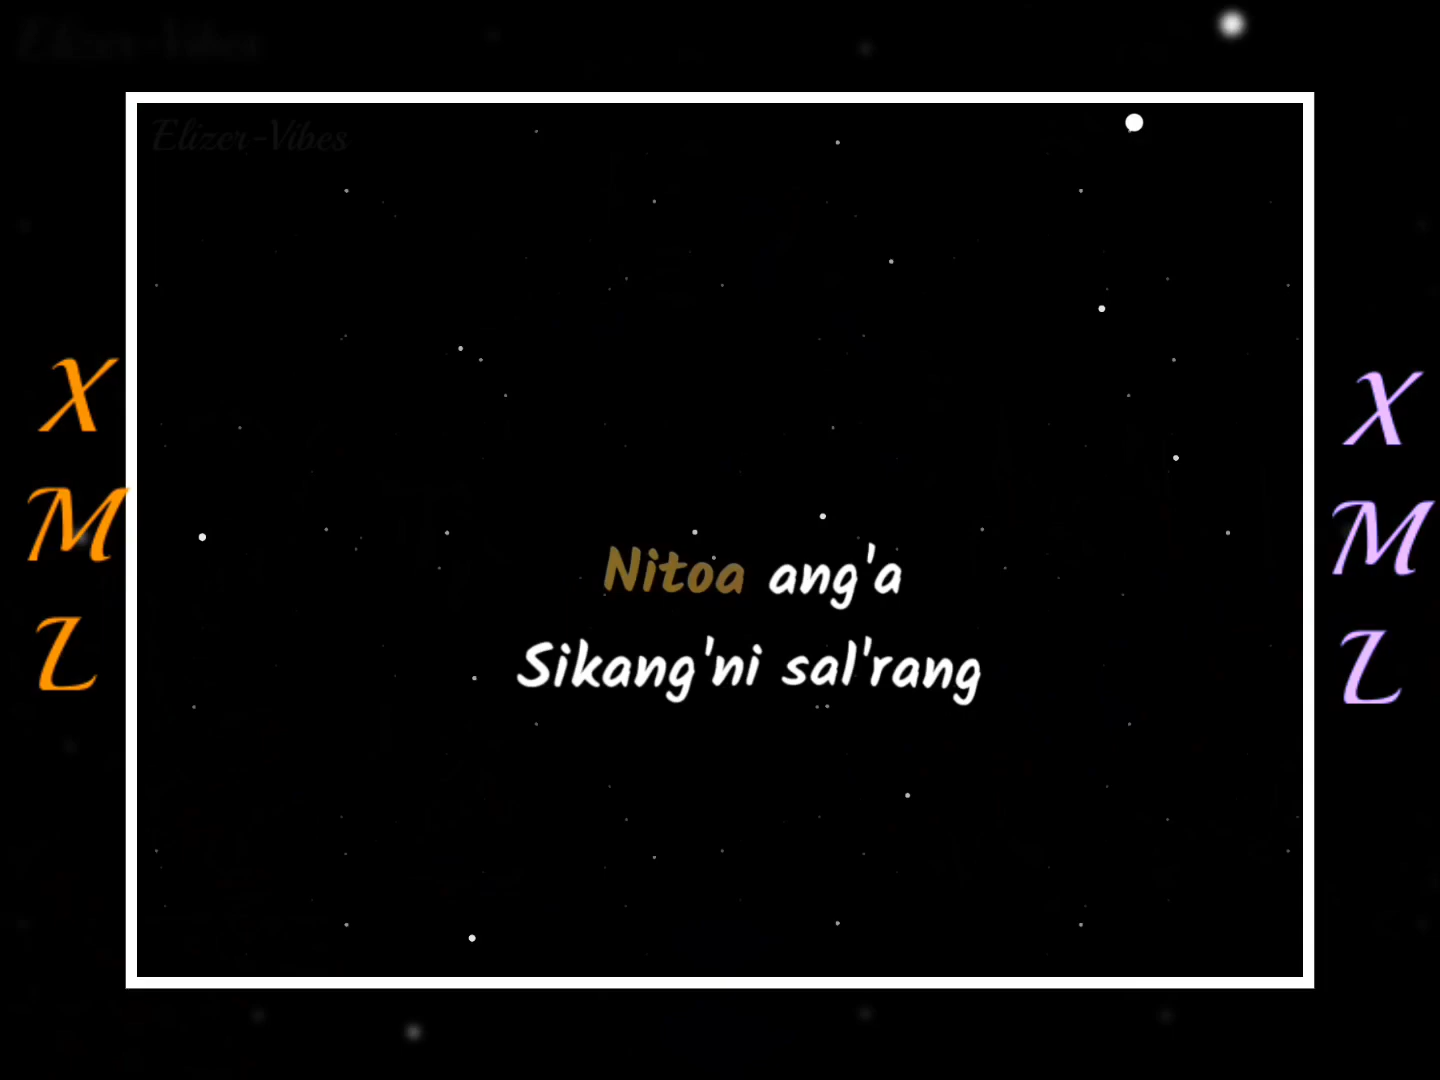 Elizer-Vibes
Elizer-Vibes
X
M
L
Nitoa ang'a
Sikang'ni sal'rang
X
M
L